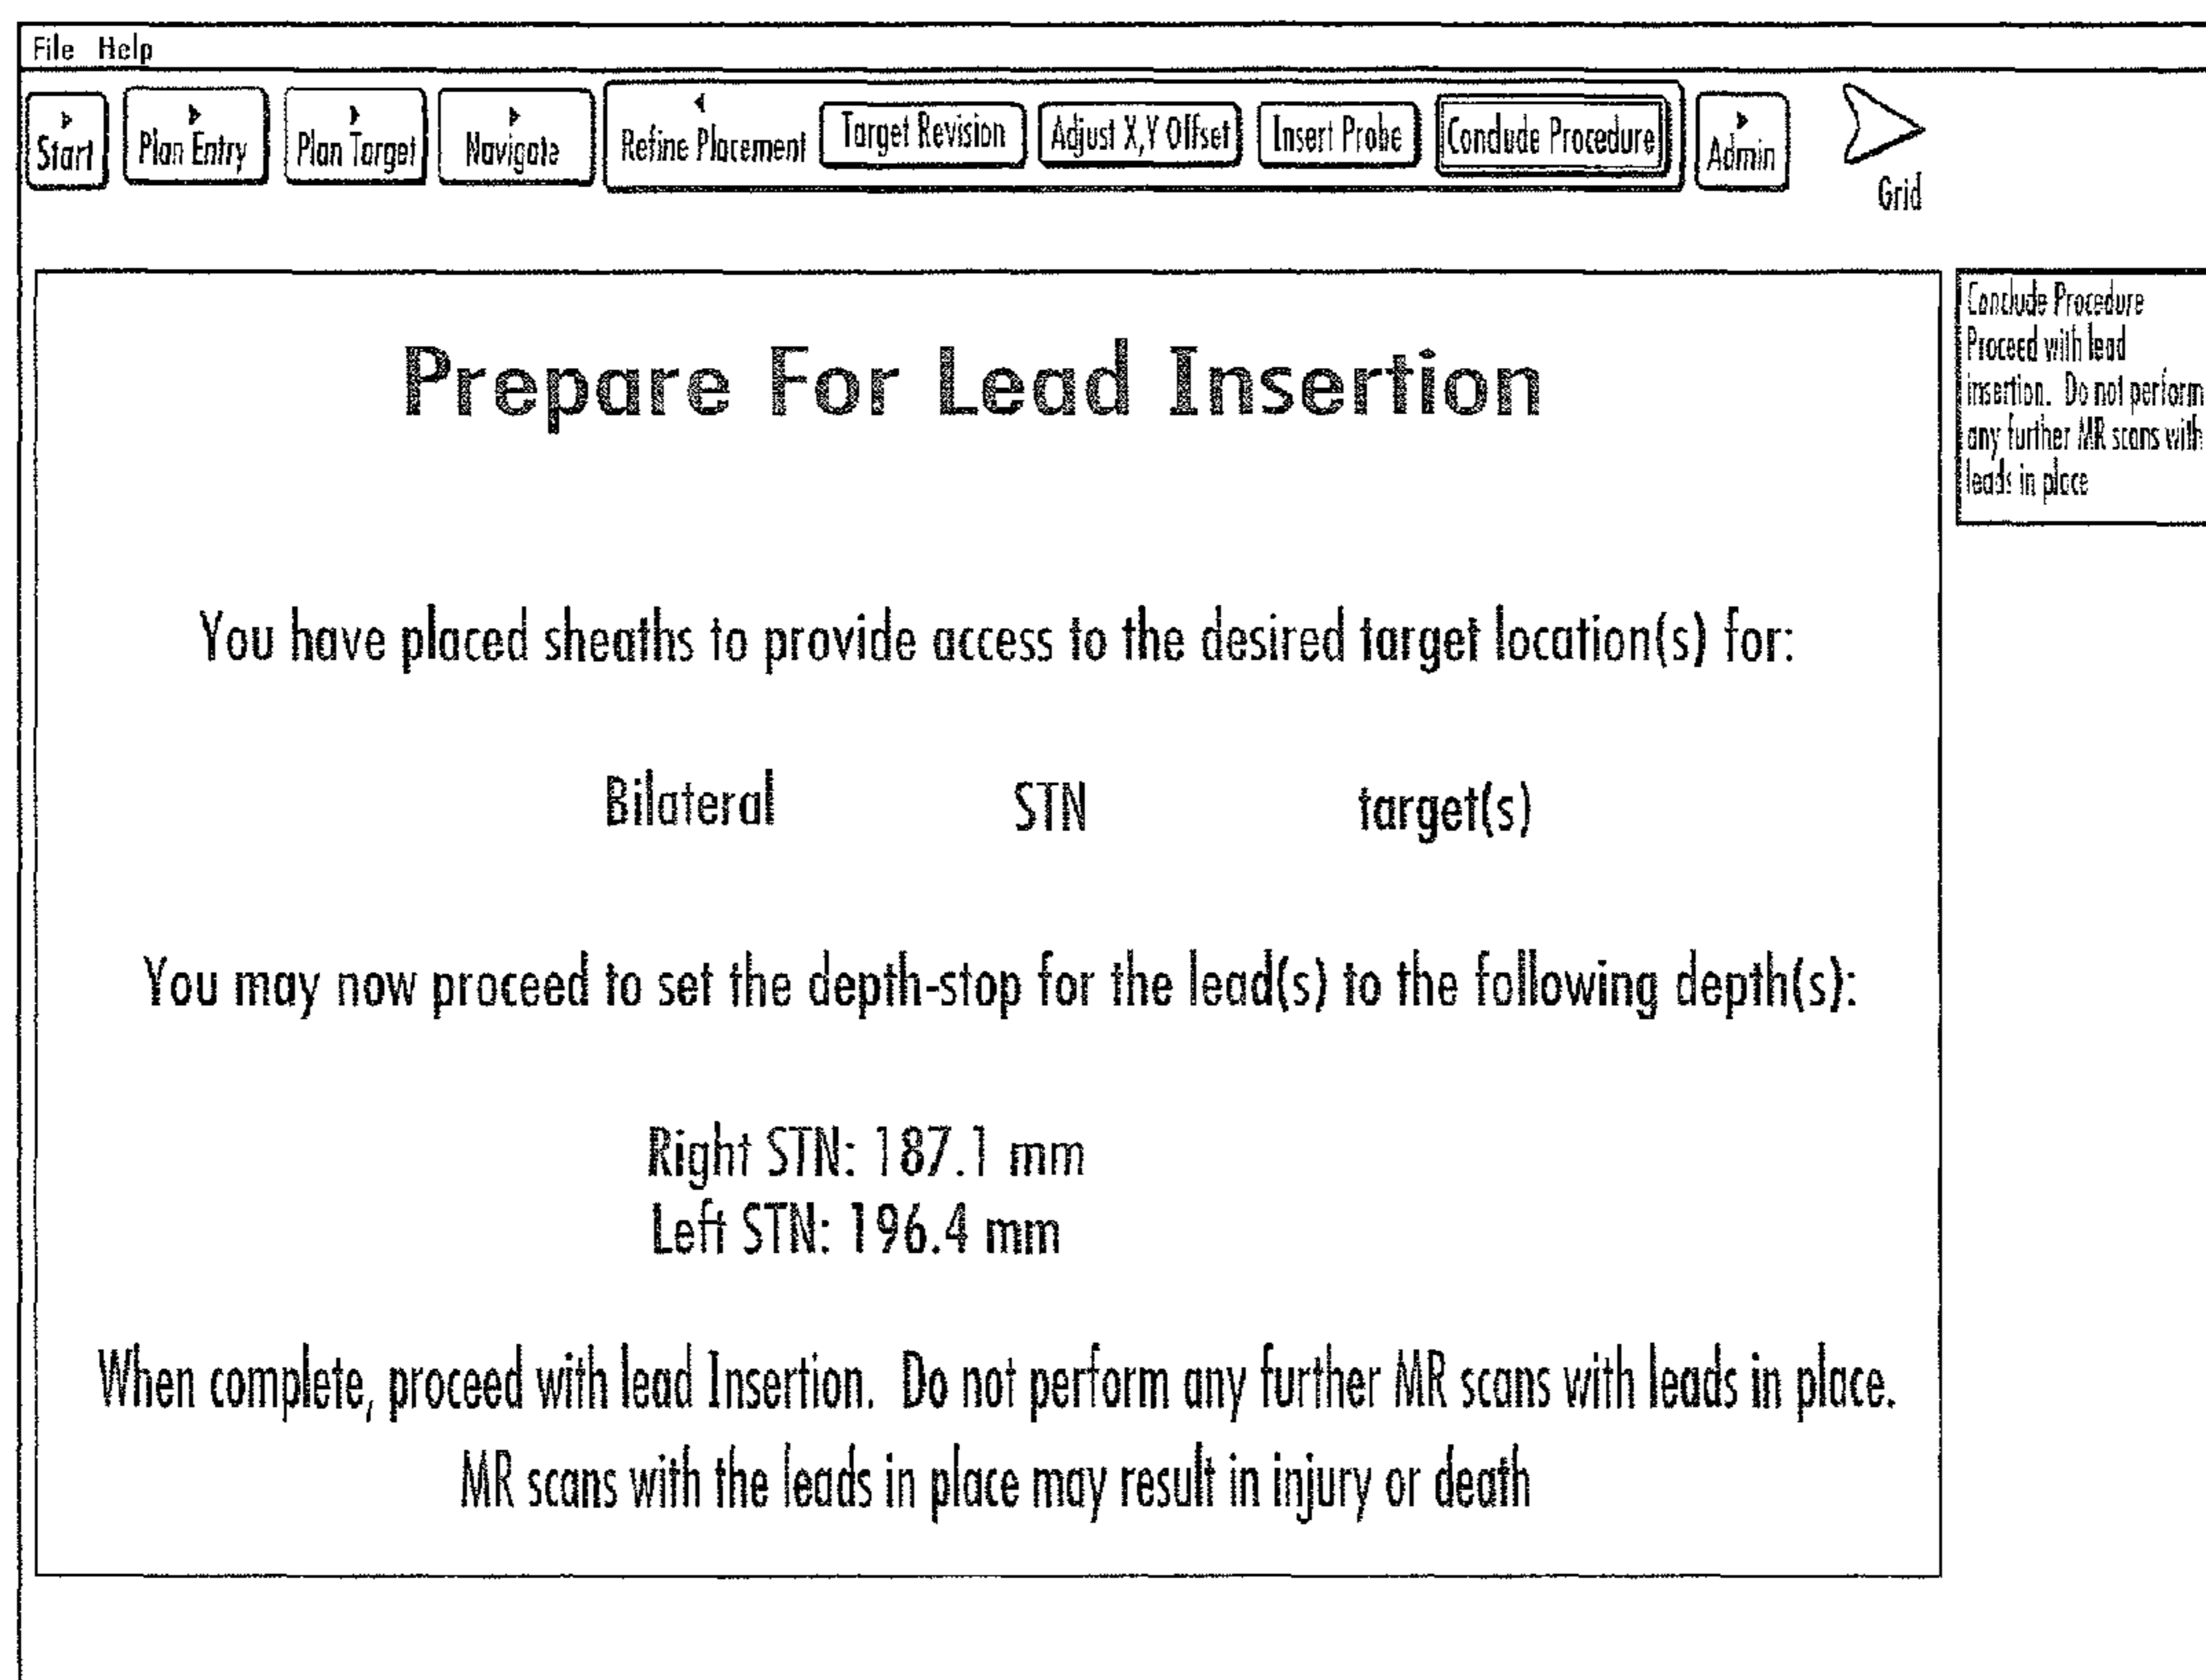 File Help
Start Plan Entry Plan Target Navigate Refine Placement Target Revision Adjust X,Y Offset Insert Probe Conclude Procedure Admin
Grid
Prepare For Lead Insertion
Conclude Procedure
Proceed with lead
insertion. Do not perform
any further MR scans with
leads in place
You have placed sheaths to provide access to the desired target location(s) for:
Bilateral STN target(s)
You may now proceed to set the depth-stop for the lead(s) to the following depth(s):
Right STN: 187.1 mm
Left STN: 196.4 mm
When complete, proceed with lead Insertion. Do not perform any further MR scans with leads in place.
MR scans with the leads in place may result in injury or death